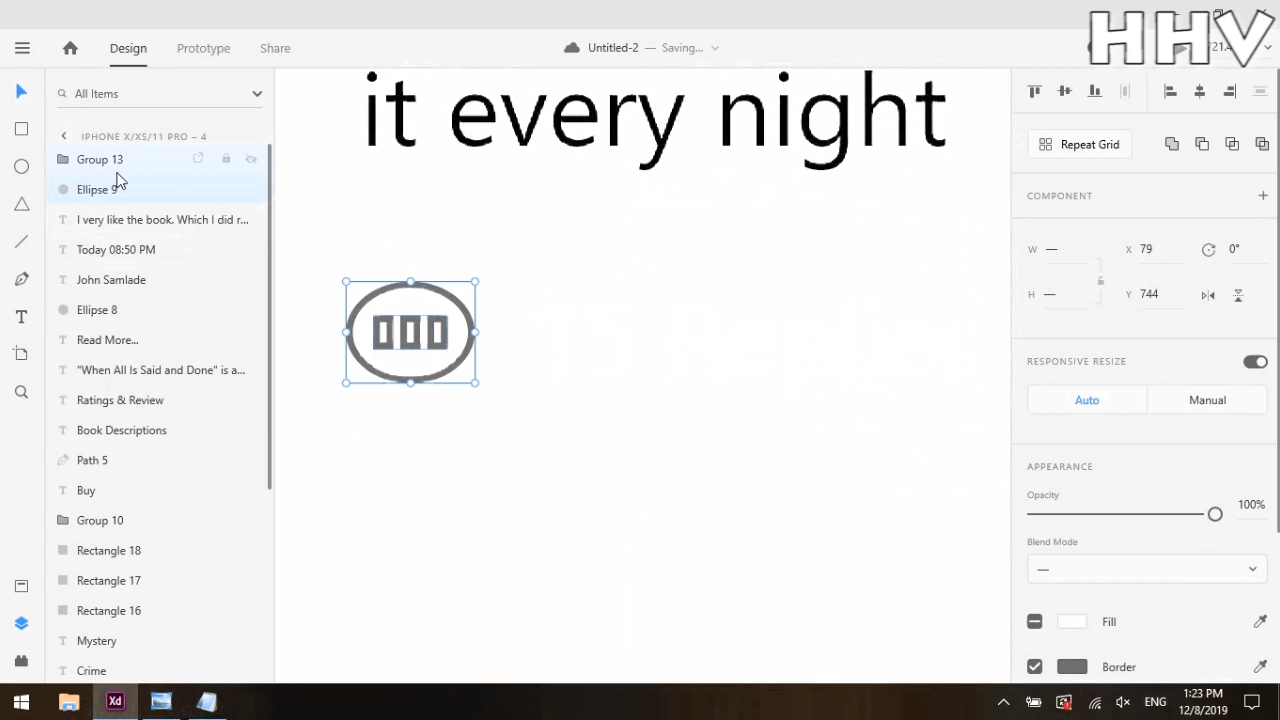 HHV
Design
Prototype
Share
Untitled-2 — Saving...
All Items
IPHONE X/XS/11 PRO – 4
Group 13
Ellipse 9
I very like the book. Which I did r...
Today 08:50 PM
John Samlade
Ellipse 8
Read More...
"When All Is Said and Done" is a...
Ratings & Review
Book Descriptions
Path 5
Buy
Group 10
Rectangle 18
Rectangle 17
Rectangle 16
Mystery
Crime
it every night
Repeat Grid
COMPONENT
W —
X 79
0°
H —
Y 744
RESPONSIVE RESIZE
Auto
Manual
APPEARANCE
Opacity
100%
Blend Mode
—
Fill
Border
Xd
ENG
1:23 PM
12/8/2019